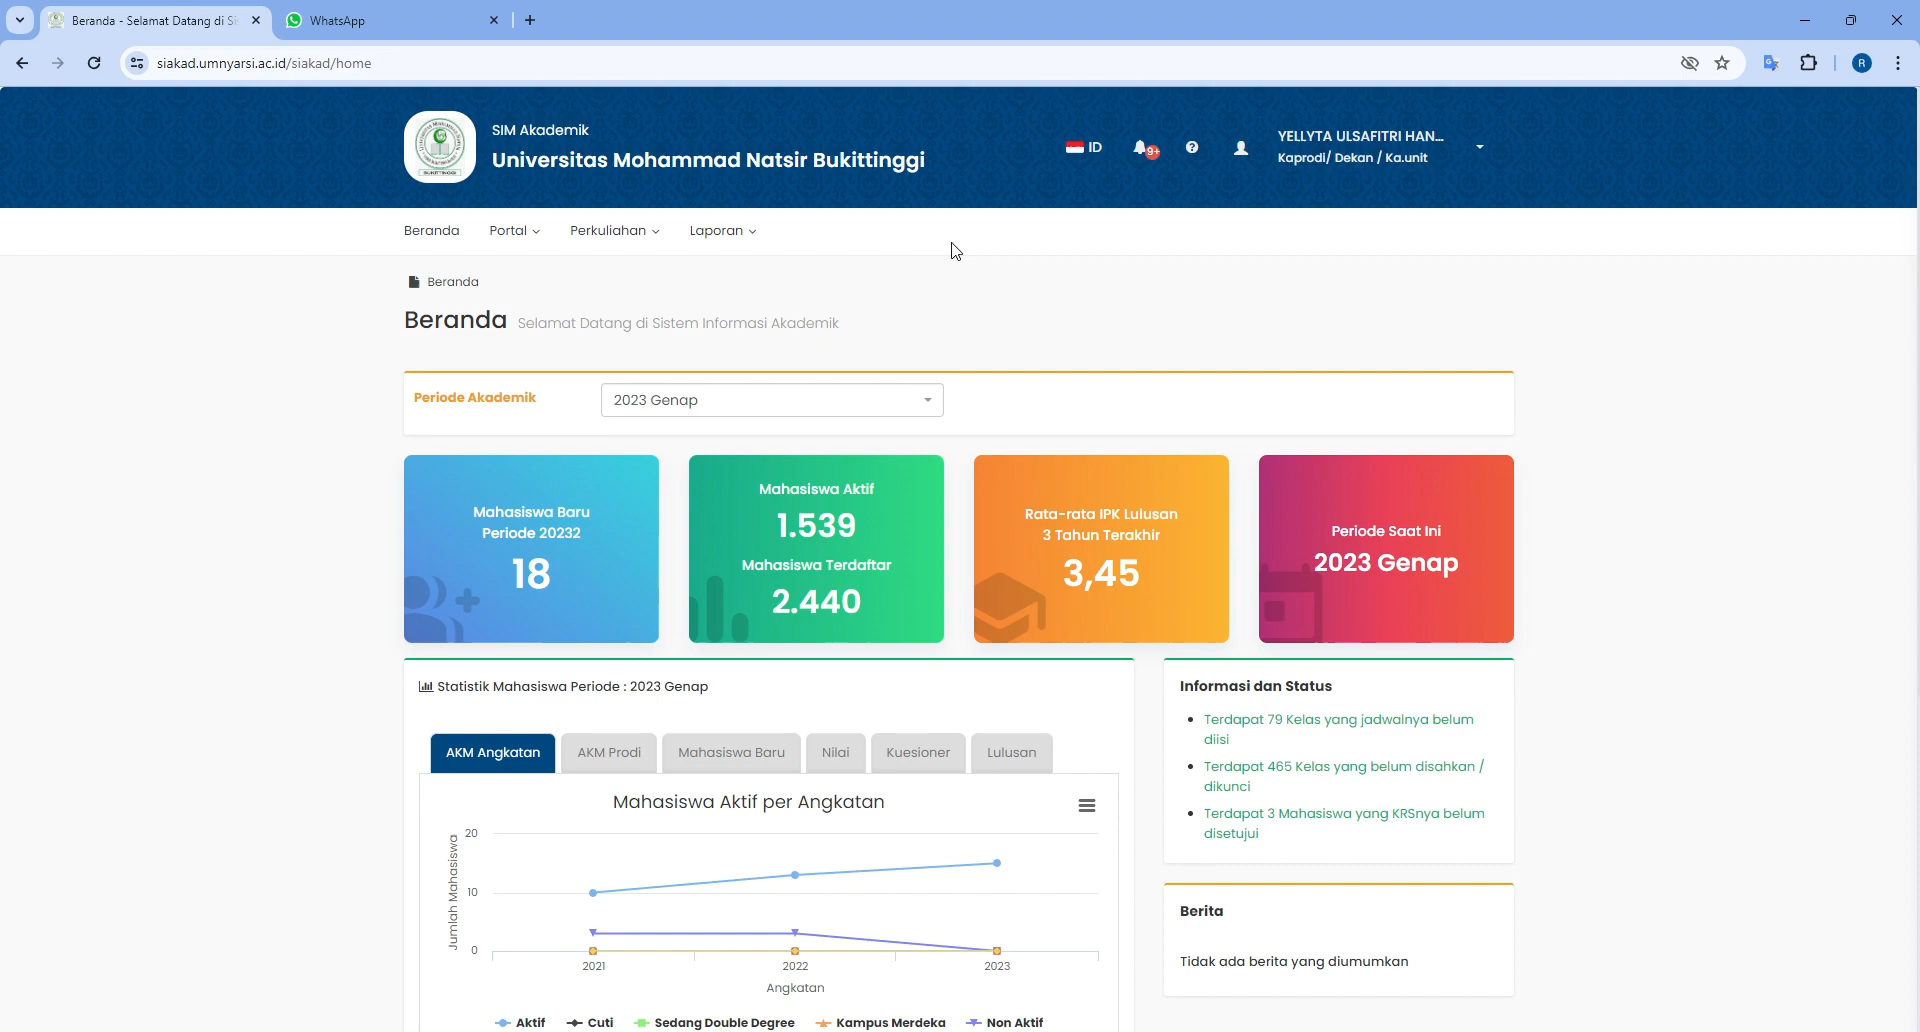 Beranda - Selamat Datang di Si
WhatsApp
siakad.umnyarsi.ac.id/siakad/home
R
SIM Akademik
Universitas Mohammad Natsir Bukittinggi
ID
9+
YELLYTA ULSAFITRI HAN...
Kaprodi/ Dekan / Ka.unit
Beranda
Portal
Perkuliahan
Laporan
Beranda
Beranda Selamat Datang di Sistem Informasi Akademik
Periode Akademik
2023 Genap
Mahasiswa Baru
Periode 20232
18
Mahasiswa Aktif
1.539
Mahasiswa Terdaftar
2.440
Rata-rata IPK Lulusan
3 Tahun Terakhir
3,45
Periode Saat Ini
2023 Genap
Statistik Mahasiswa Periode : 2023 Genap
AKM Angkatan
AKM Prodi
Mahasiswa Baru
Nilai
Kuesioner
Lulusan
Mahasiswa Aktif per Angkatan
Jumlah Mahasiswa
20
10
0
2021
2022
2023
Angkatan
Aktif
Cuti
Sedang Double Degree
Kampus Merdeka
Non Aktif
Informasi dan Status
Terdapat 79 Kelas yang jadwalnya belum
diisi
Terdapat 465 Kelas yang belum disahkan /
dikunci
Terdapat 3 Mahasiswa yang KRSnya belum
disetujui
Berita
Tidak ada berita yang diumumkan